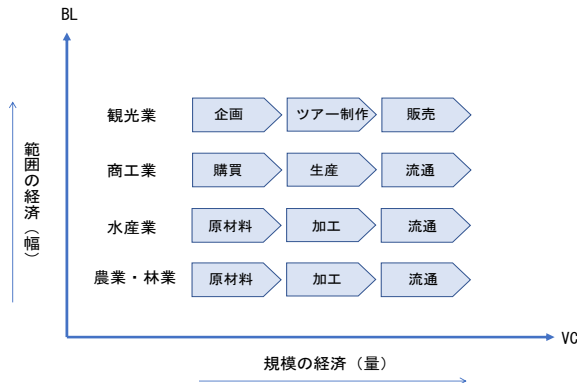 BL
観光業 企画 ツアー制作 販売
商工業 購買 生産 流通
水産業 原材料 加工 流通
農業・林業 原材料 加工 流通
範囲の経済（幅）
VC
規模の経済（量）